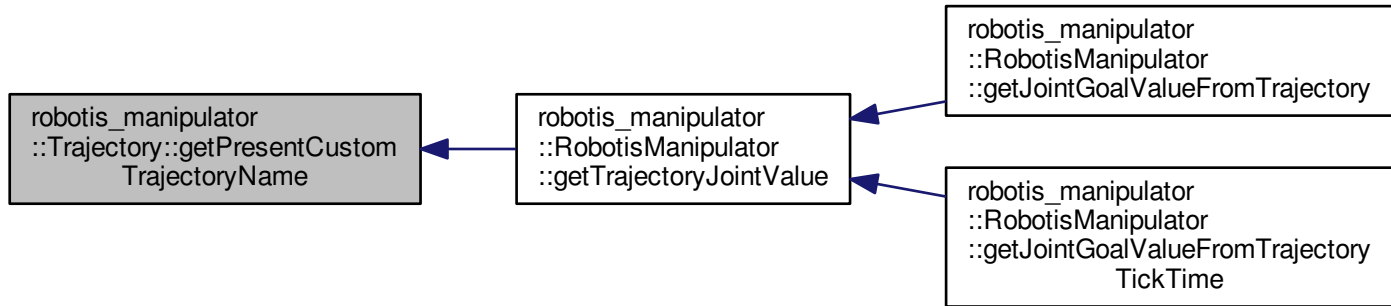 robotis_manipulator
::Trajectory::getPresentCustom
TrajectoryName
robotis_manipulator
::RobotisManipulator
::getTrajectoryJointValue
robotis_manipulator
::RobotisManipulator
::getJointGoalValueFromTrajectory
robotis_manipulator
::RobotisManipulator
::getJointGoalValueFromTrajectory
TickTime